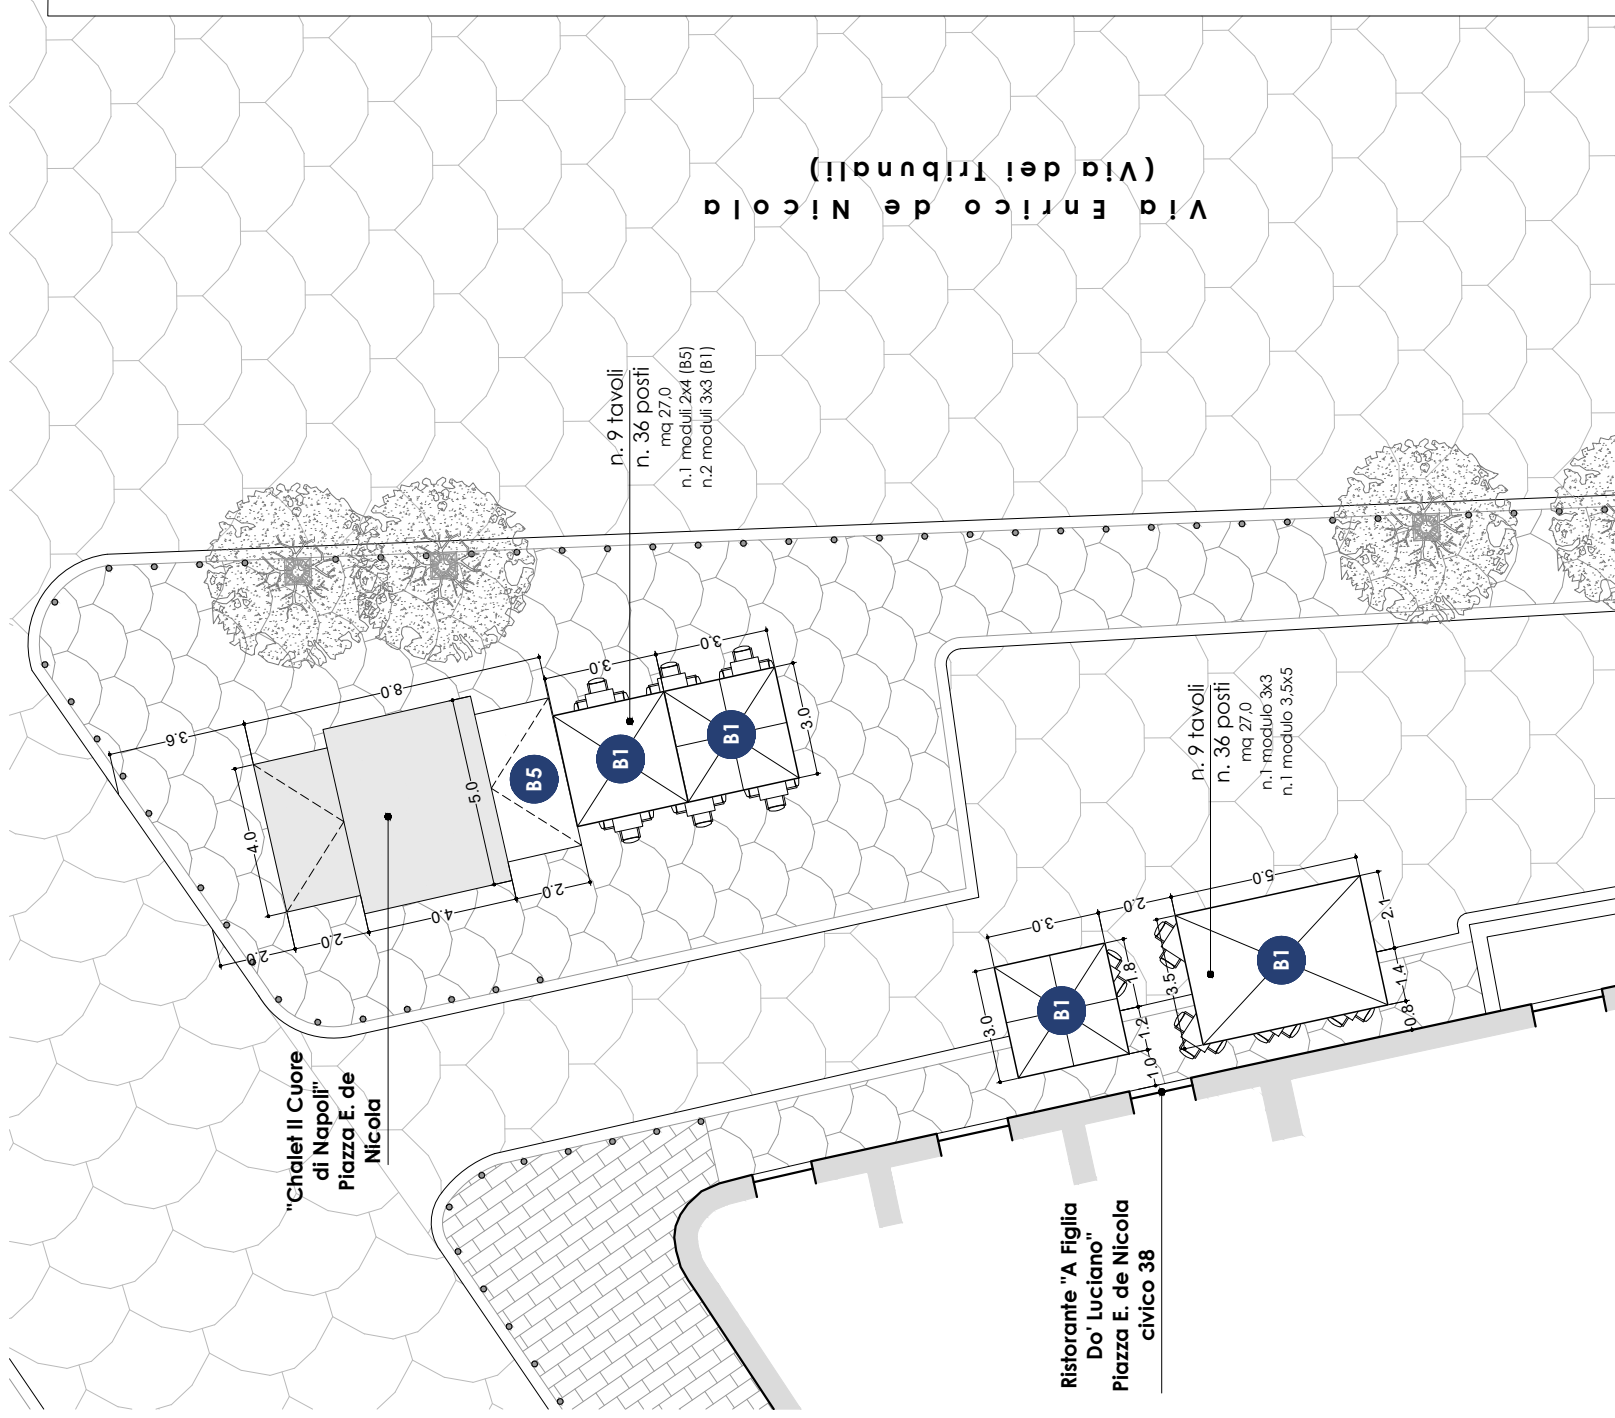 Via Enrico de Nicola
(Via dei Tribunali)
n. 9 tavoli
n. 36 posti
mq 27,0
n.1 moduli 2x4 (B5)
n.2 moduli 3x3 (B1)
3.6
8.0
3.0
3.0
4.0
5.0
3.0
B5
B1
B1
2.0
2.0
4.0
2.0
"Chalet Il Cuore
di Napoli"
Piazza E. de
Nicola
n. 9 tavoli
n. 36 posti
mq 27,0
n.1 modulo 3x3
n.1 modulo 3,5x5
3.0
2.0
5.0
3.0
1.8
3.5
2.1
B1
B1
1.0
1.2
1.4
0.8
Ristorante "A Figlia
Do' Luciano"
Piazza E. de Nicola
civico 38